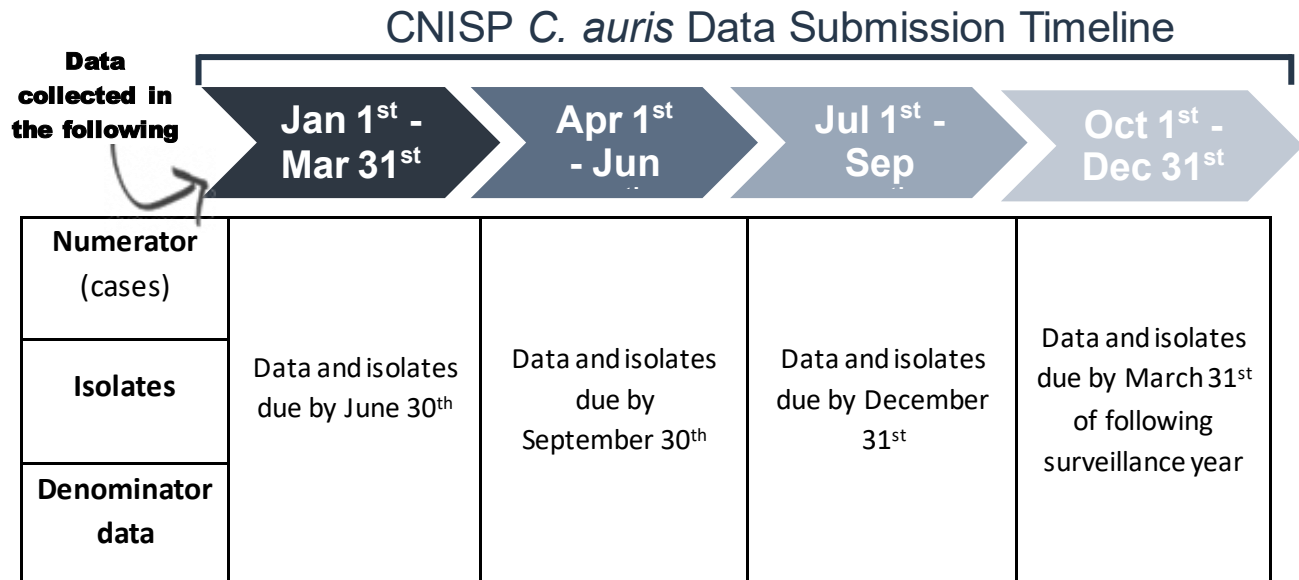 CNISP C. auris Data Submission Timeline
Data
collected in
the following
Jan 1st -
Mar 31st
Apr 1st
- Jun
Jul 1st -
Sep
Oct 1st -
Dec 31st
Numerator
(cases)
Isolates
Denominator
data
Data and isolates
due by June 30th
Data and isolates
due by
September 30th
Data and isolates
due by December
31st
Data and isolates
due by March 31st
of following
surveillance year